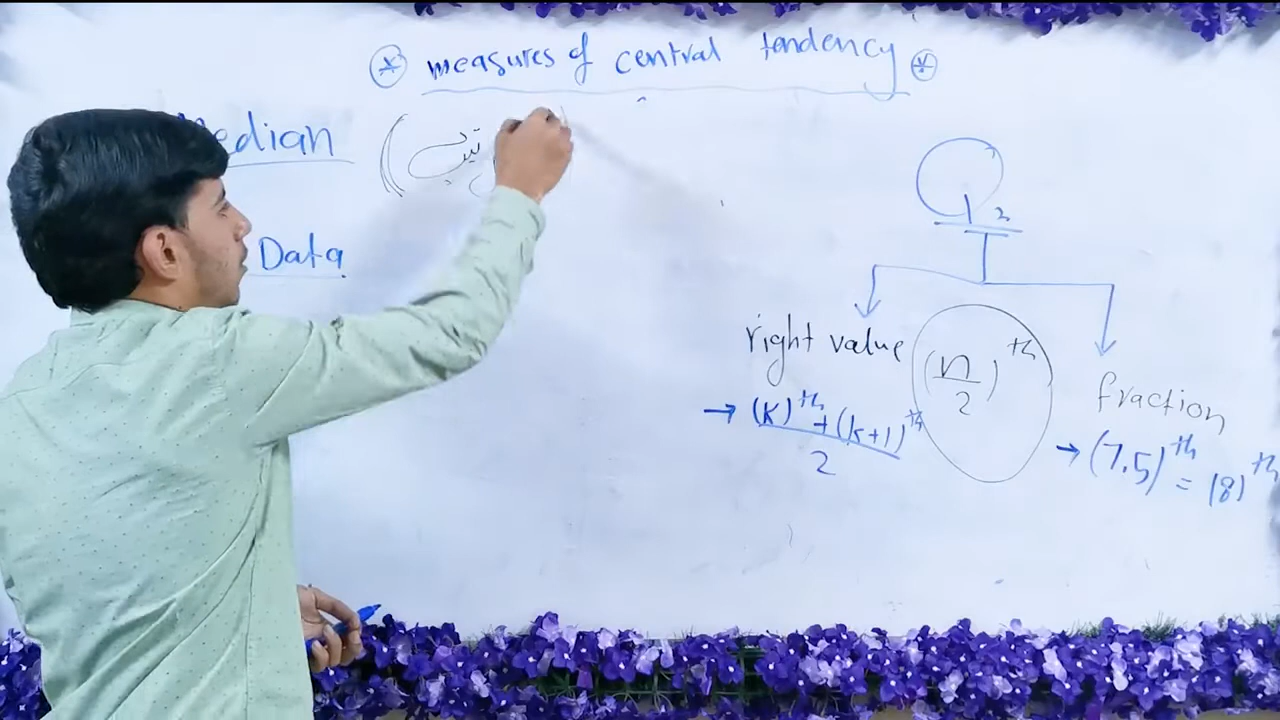 * measures of central tendency *
Median (ترتیب
Data
Q₂
right value
(n/2)ᵗʰ
fraction
→ (k)ᵗʰ + (k+1)ᵗʰ / 2
→ (7.5)ᵗʰ = (8)ᵗʰ